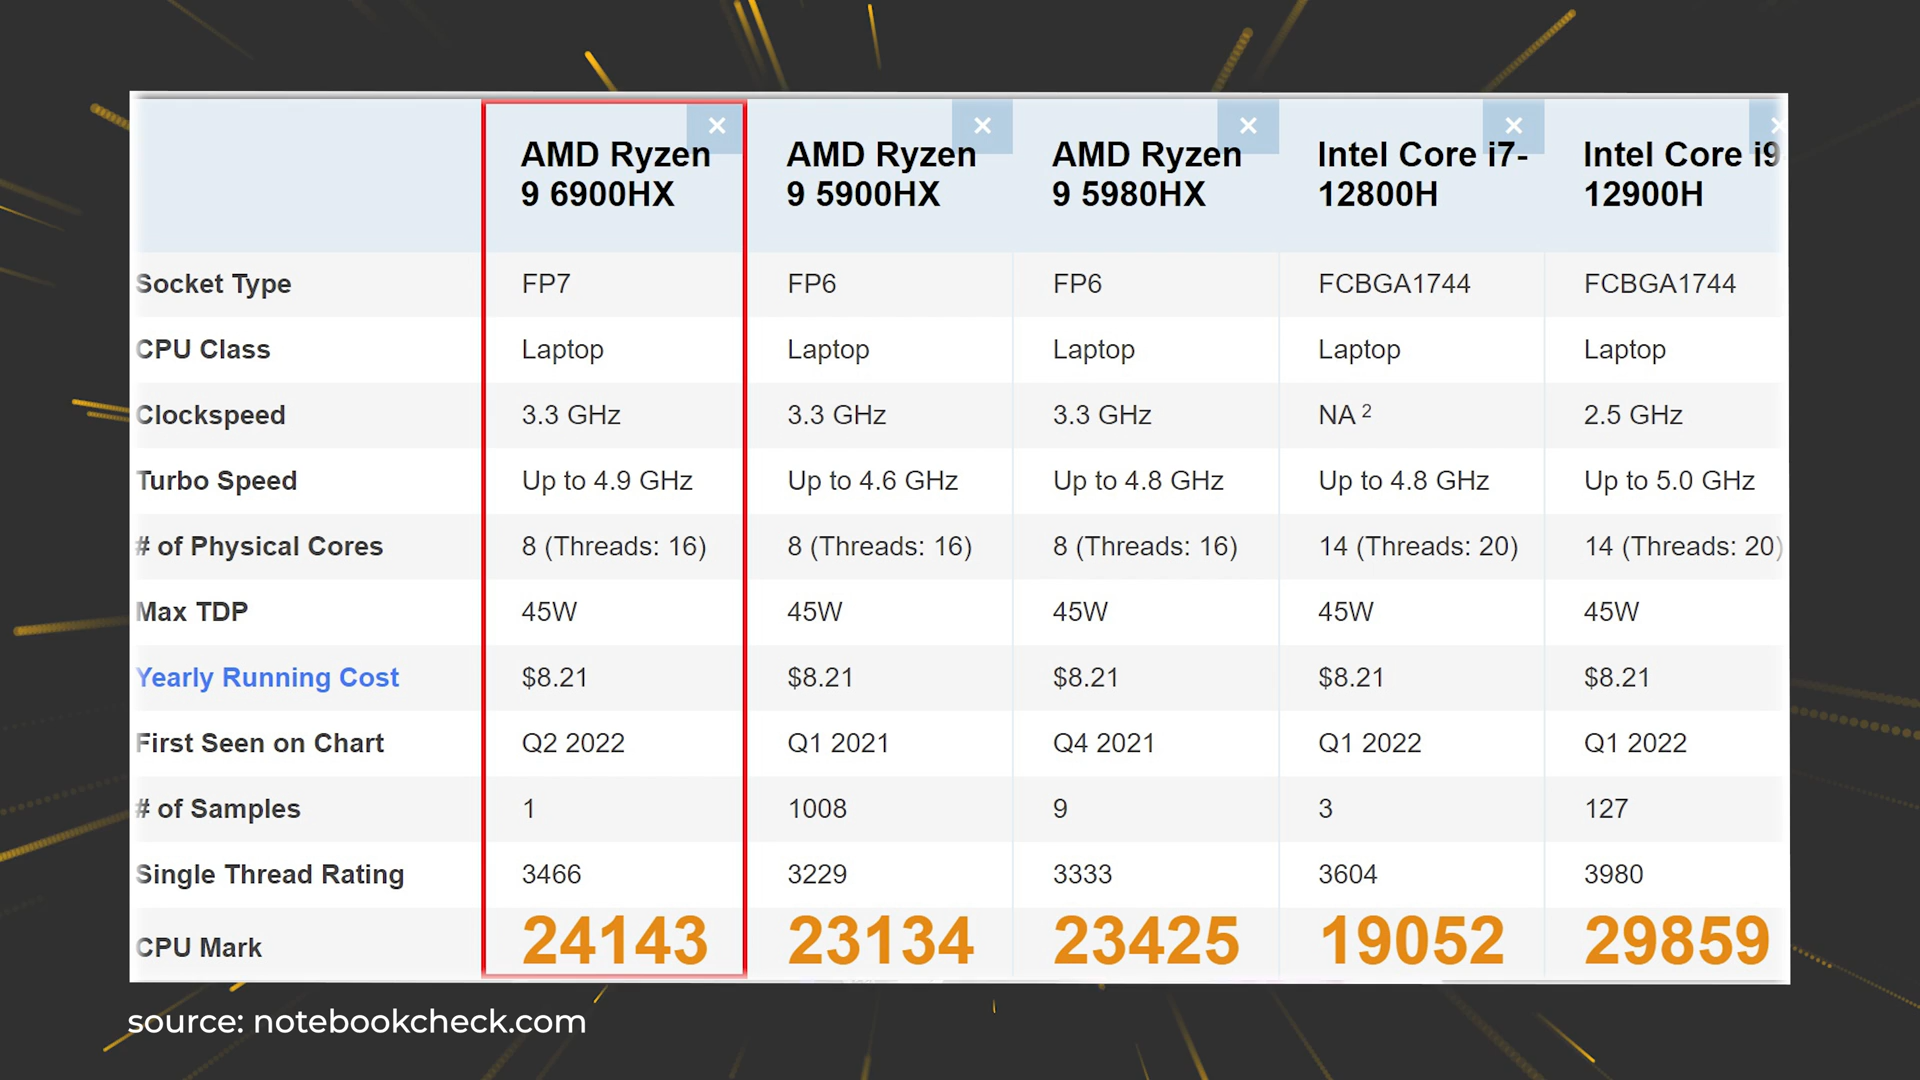 AMD Ryzen
9 6900HX
AMD Ryzen
9 5900HX
AMD Ryzen
9 5980HX
Intel Core i7-
12800H
Intel Core i9
12900H
Socket Type FP7 FP6 FP6 FCBGA1744 FCBGA1744
CPU Class Laptop Laptop Laptop Laptop Laptop
Clockspeed 3.3 GHz 3.3 GHz 3.3 GHz NA 2 2.5 GHz
Turbo Speed Up to 4.9 GHz Up to 4.6 GHz Up to 4.8 GHz Up to 4.8 GHz Up to 5.0 GHz
# of Physical Cores 8 (Threads: 16) 8 (Threads: 16) 8 (Threads: 16) 14 (Threads: 20) 14 (Threads: 20)
Max TDP 45W 45W 45W 45W 45W
Yearly Running Cost $8.21 $8.21 $8.21 $8.21 $8.21
First Seen on Chart Q2 2022 Q1 2021 Q4 2021 Q1 2022 Q1 2022
# of Samples 1 1008 9 3 127
Single Thread Rating 3466 3229 3333 3604 3980
CPU Mark 24143 23134 23425 19052 29859
source: notebookcheck.com